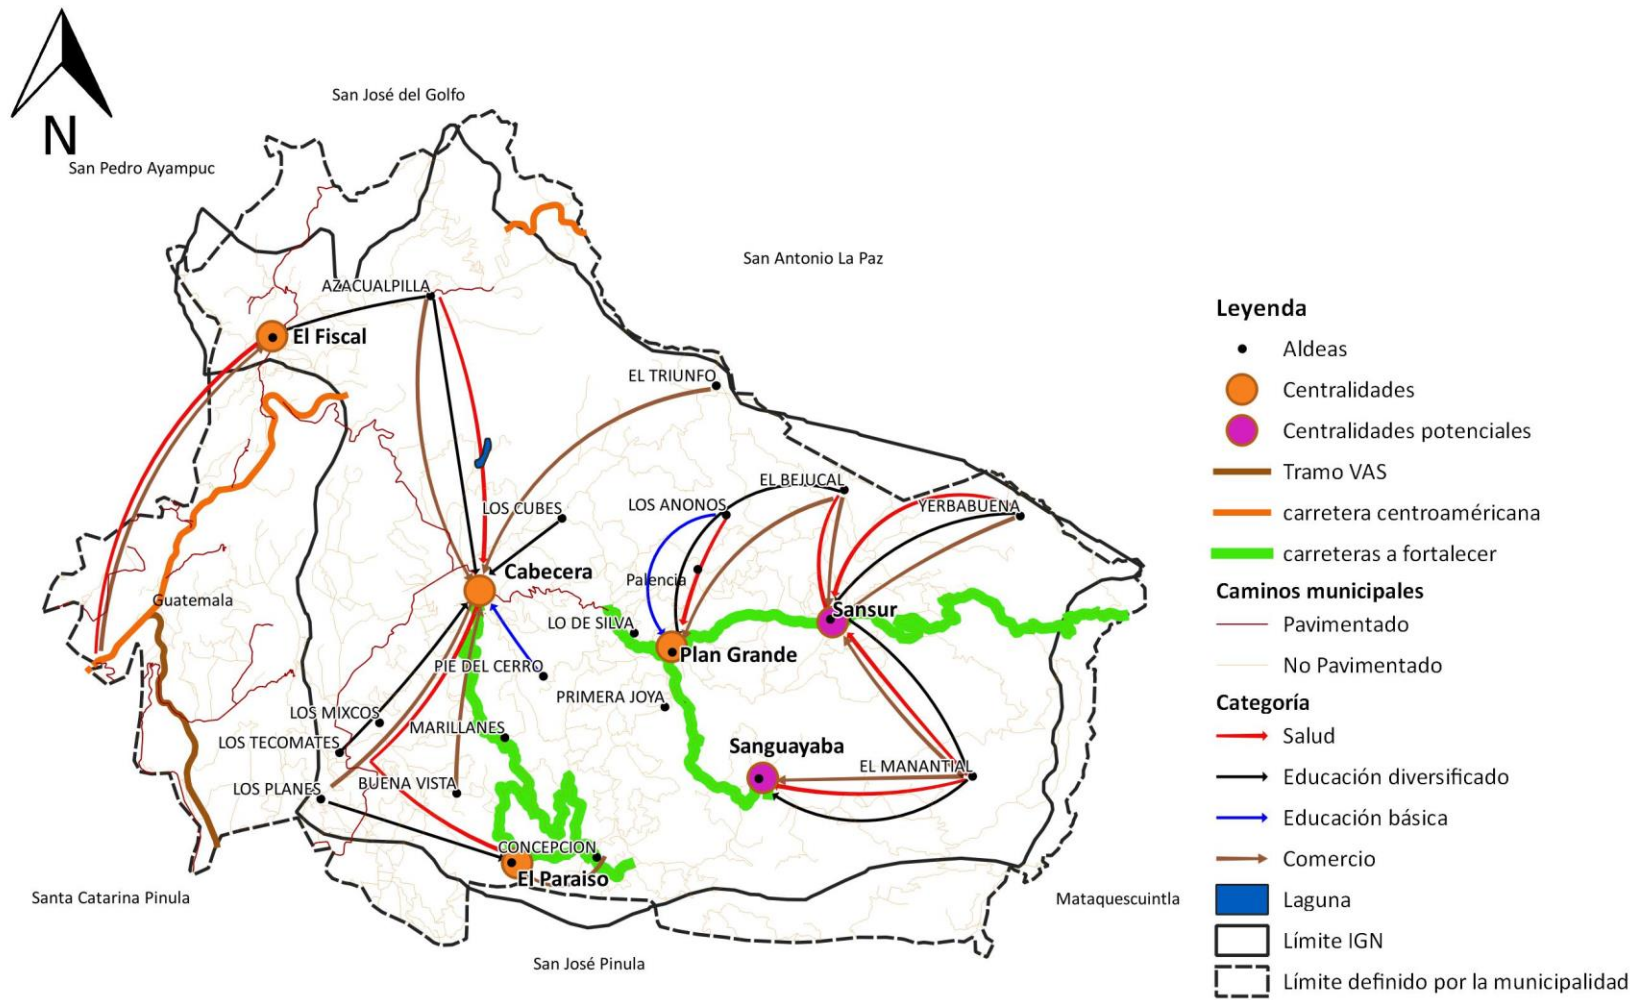 N
San José del Golfo
San Pedro Ayampuc
San Antonio La Paz
AZACUALPILLA
El Fiscal
EL TRIUNFO
EL BEJUCAL
LOS ANONOS
LOS CUBES
YERBABUENA
Cabecera
Palencia
Guatemala
Sansur
LO DE SILVA
Plan Grande
PIE DEL CERRO
PRIMERA JOYA
LOS MIXCOS
MARILLANES
LOS TECOMATES
Sanguayaba
EL MANANTIAL
LOS PLANES
BUENA VISTA
CONCEPCION
El Paraiso
Santa Catarina Pinula
Mataquescuintla
San José Pinula
Leyenda
Aldeas
Centralidades
Centralidades potenciales
Tramo VAS
carretera centroaméricana
carreteras a fortalecer
Caminos municipales
Pavimentado
No Pavimentado
Categoría
Salud
Educación diversificado
Educación básica
Comercio
Laguna
Límite IGN
Límite definido por la municipalidad